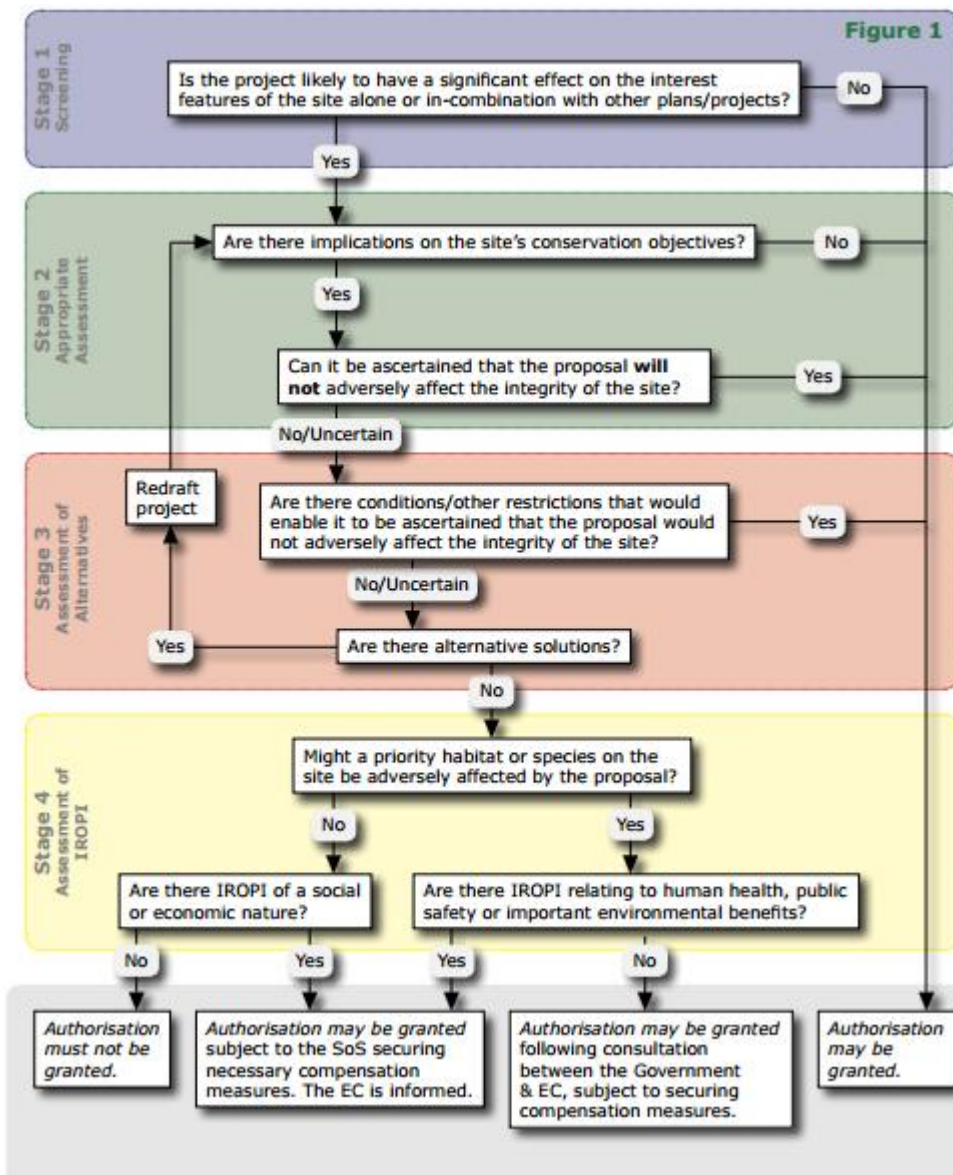 Figure 1
Stage 1
Screening
Is the project likely to have a significant effect on the interest
features of the site alone or in-combination with other plans/projects?
No
Yes
Stage 2
Appropriate
Assessment
Are there implications on the site's conservation objectives?
No
Yes
Can it be ascertained that the proposal will
not adversely affect the integrity of the site?
Yes
No/Uncertain
Stage 3
Assessment of
Alternatives
Redraft
project
Are there conditions/other restrictions that would
enable it to be ascertained that the proposal would
not adversely affect the integrity of the site?
Yes
No/Uncertain
Yes
Are there alternative solutions?
No
Stage 4
Assessment of
IROPI
Might a priority habitat or species on the
site be adversely affected by the proposal?
No
Yes
Are there IROPI of a social
or economic nature?
Are there IROPI relating to human health, public
safety or important environmental benefits?
No
Yes
Yes
No
Authorisation
must not be
granted.
Authorisation may be granted
subject to the SoS securing
necessary compensation
measures. The EC is informed.
Authorisation may be granted
following consultation
between the Government
& EC, subject to securing
compensation measures.
Authorisation
may be
granted.